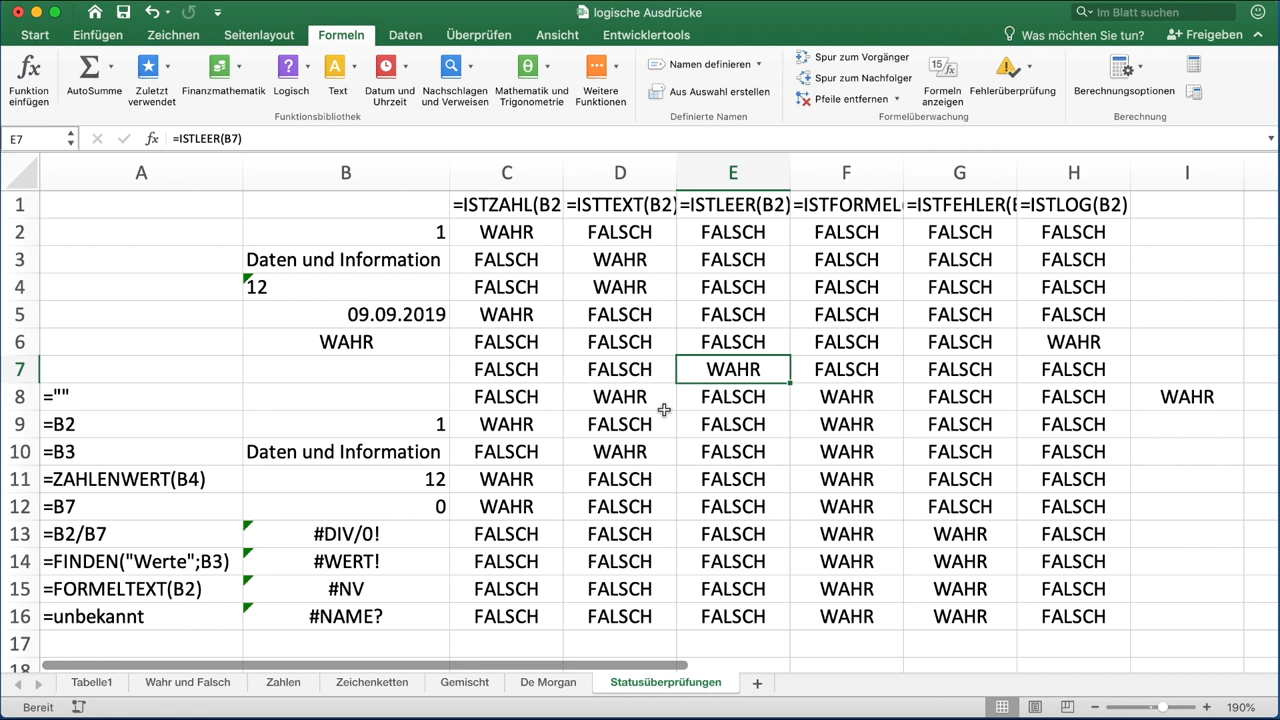 logische Ausdrücke
Im Blatt suchen
Start Einfügen Zeichnen Seitenlayout Formeln Daten Überprüfen Ansicht Entwicklertools Was möchten Sie tun? Freigeben
Funktion einfügen
AutoSumme
Zuletzt verwendet
Finanzmathematik
Logisch
Text
Datum und Uhrzeit
Nachschlagen und Verweisen
Mathematik und Trigonometrie
Weitere Funktionen
Funktionsbibliothek
Namen definieren
Aus Auswahl erstellen
Definierte Namen
Spur zum Vorgänger
Spur zum Nachfolger
Pfeile entfernen
Formeln anzeigen
Fehlerüberprüfung
Formelüberwachung
Berechnungsoptionen
Berechnung
E7 fx =ISTLEER(B7)
A B C D E F G H I
1 =ISTZAHL(B2 =ISTTEXT(B2) =ISTLEER(B2) =ISTFORMEL( =ISTFEHLER(E =ISTLOG(B2)
2 1 WAHR FALSCH FALSCH FALSCH FALSCH FALSCH
3 Daten und Information FALSCH WAHR FALSCH FALSCH FALSCH FALSCH
4 12 FALSCH WAHR FALSCH FALSCH FALSCH FALSCH
5 09.09.2019 WAHR FALSCH FALSCH FALSCH FALSCH FALSCH
6 WAHR FALSCH FALSCH FALSCH FALSCH FALSCH WAHR
7 FALSCH FALSCH WAHR FALSCH FALSCH FALSCH
8 ="" FALSCH WAHR FALSCH WAHR FALSCH FALSCH WAHR
9 =B2 1 WAHR FALSCH FALSCH WAHR FALSCH FALSCH
10 =B3 Daten und Information FALSCH WAHR FALSCH WAHR FALSCH FALSCH
11 =ZAHLENWERT(B4) 12 WAHR FALSCH FALSCH WAHR FALSCH FALSCH
12 =B7 0 WAHR FALSCH FALSCH WAHR FALSCH FALSCH
13 =B2/B7 #DIV/0! FALSCH FALSCH FALSCH WAHR WAHR FALSCH
14 =FINDEN("Werte";B3) #WERT! FALSCH FALSCH FALSCH WAHR WAHR FALSCH
15 =FORMELTEXT(B2) #NV FALSCH FALSCH FALSCH WAHR WAHR FALSCH
16 =unbekannt #NAME? FALSCH FALSCH FALSCH WAHR WAHR FALSCH
17
18
Tabelle1 Wahr und Falsch Zahlen Zeichenketten Gemischt De Morgan Statusüberprüfungen
Bereit 190%